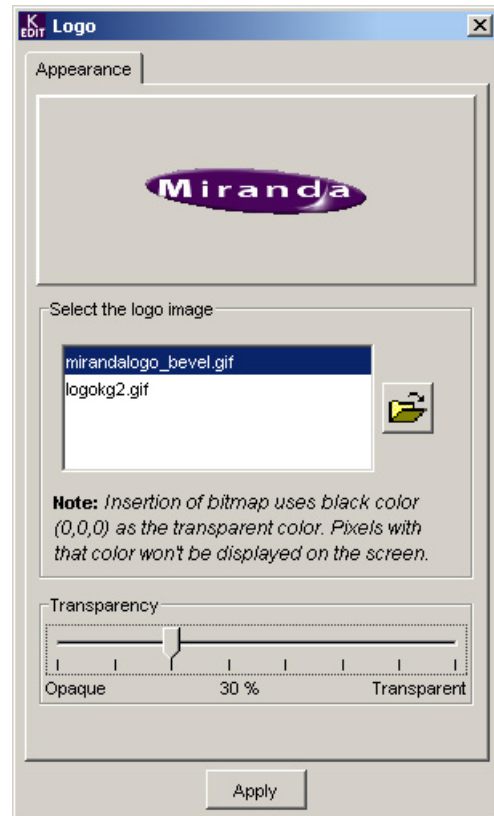 K
EDIT Logo
Appearance
Miranda
Select the logo image
mirandalogo_bevel.gif
logokg2.gif
Note: Insertion of bitmap uses black color
(0,0,0) as the transparent color. Pixels with
that color won't be displayed on the screen.
Transparency
Opaque 30 % Transparent
Apply